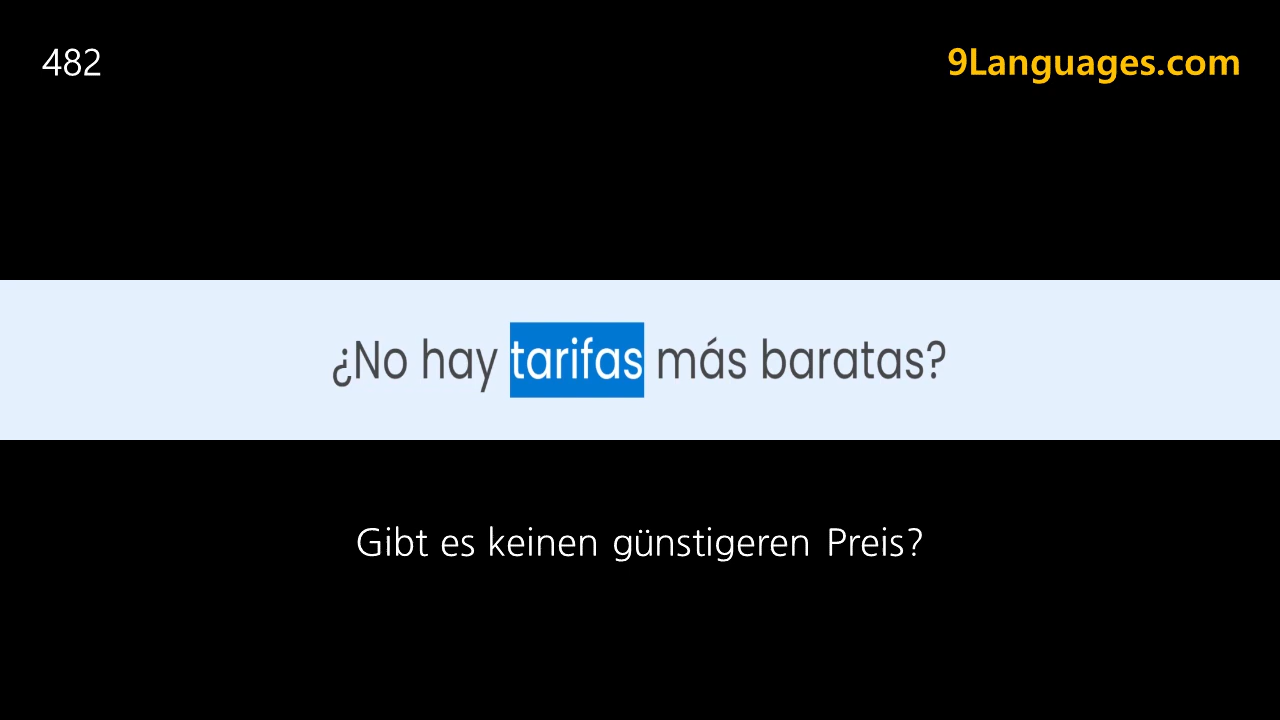 482
9Languages.com
¿No hay tarifas más baratas?
Gibt es keinen günstigeren Preis?